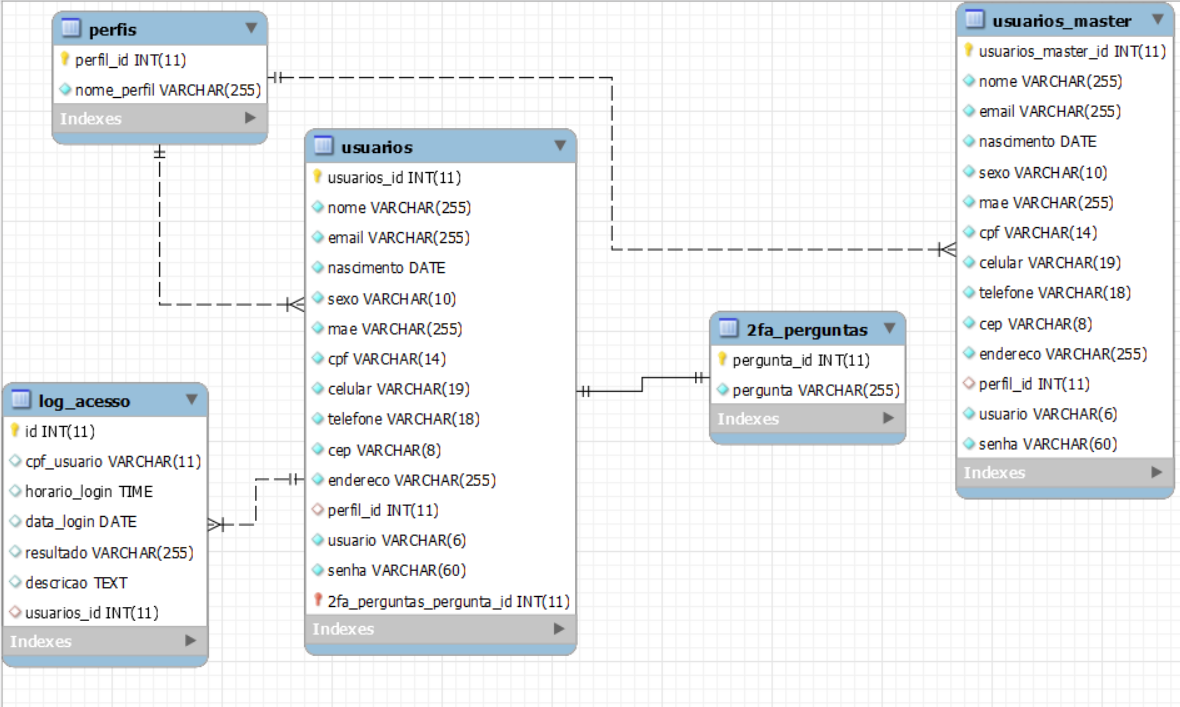 perfis
perfil_id INT(11)
nome_perfil VARCHAR(255)
Indexes
usuarios
usuarios_id INT(11)
nome VARCHAR(255)
email VARCHAR(255)
nascimento DATE
sexo VARCHAR(10)
mae VARCHAR(255)
cpf VARCHAR(14)
celular VARCHAR(19)
telefone VARCHAR(18)
cep VARCHAR(8)
endereco VARCHAR(255)
perfil_id INT(11)
usuario VARCHAR(6)
senha VARCHAR(60)
2fa_perguntas_pergunta_id INT(11)
Indexes
log_acesso
id INT(11)
cpf_usuario VARCHAR(11)
horario_login TIME
data_login DATE
resultado VARCHAR(255)
descricao TEXT
usuarios_id INT(11)
Indexes
2fa_perguntas
pergunta_id INT(11)
pergunta VARCHAR(255)
Indexes
usuarios_master
usuarios_master_id INT(11)
nome VARCHAR(255)
email VARCHAR(255)
nascimento DATE
sexo VARCHAR(10)
mae VARCHAR(255)
cpf VARCHAR(14)
celular VARCHAR(19)
telefone VARCHAR(18)
cep VARCHAR(8)
endereco VARCHAR(255)
perfil_id INT(11)
usuario VARCHAR(6)
senha VARCHAR(60)
Indexes